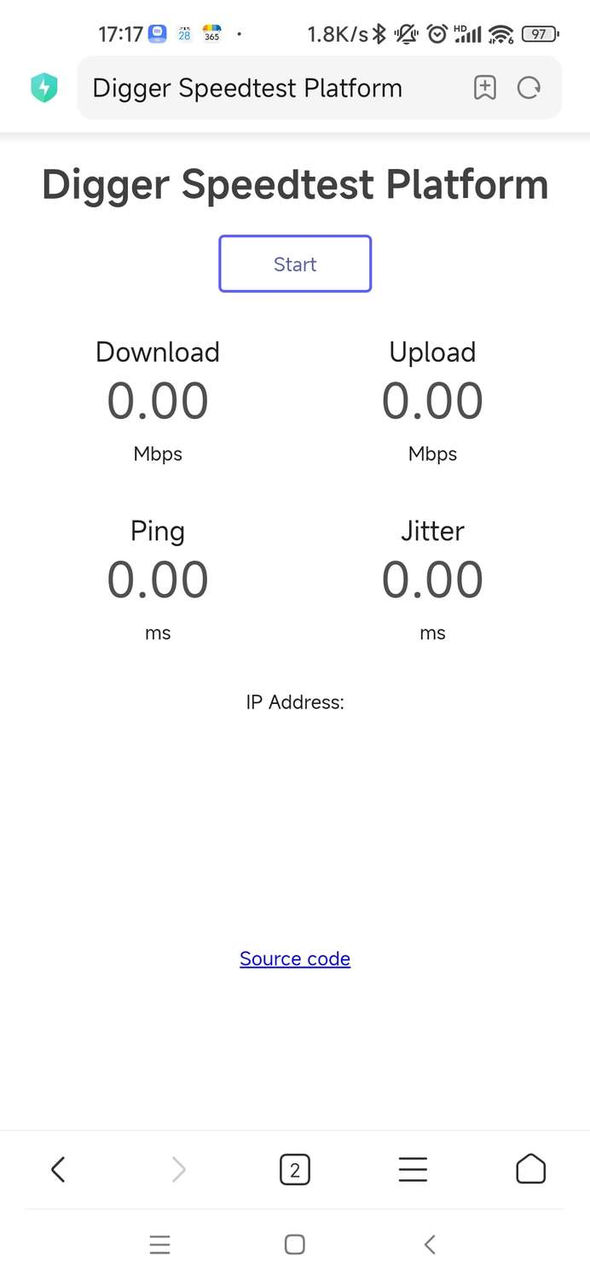 17:17 28 365 1.8K/s HD 6 97
Digger Speedtest Platform
Digger Speedtest Platform
Start
Download Upload
0.00 0.00
Mbps Mbps
Ping Jitter
0.00 0.00
ms ms
IP Address:
Source code
2